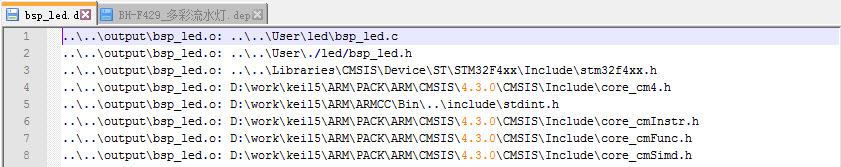 bsp_led.d BH-F429_多彩流水灯.dep
1 ..\..\output\bsp_led.o: ..\..\User\led\bsp_led.c
2 ..\..\output\bsp_led.o: ..\..\User\./led/bsp_led.h
3 ..\..\output\bsp_led.o: ..\..\Libraries\CMSIS\Device\ST\STM32F4xx\Include\stm32f4xx.h
4 ..\..\output\bsp_led.o: D:\work\keil5\ARM\PACK\ARM\CMSIS\4.3.0\CMSIS\Include\core_cm4.h
5 ..\..\output\bsp_led.o: D:\work\keil5\ARM\ARMCC\Bin\..\include\stdint.h
6 ..\..\output\bsp_led.o: D:\work\keil5\ARM\PACK\ARM\CMSIS\4.3.0\CMSIS\Include\core_cmInstr.h
7 ..\..\output\bsp_led.o: D:\work\keil5\ARM\PACK\ARM\CMSIS\4.3.0\CMSIS\Include\core_cmFunc.h
8 ..\..\output\bsp_led.o: D:\work\keil5\ARM\PACK\ARM\CMSIS\4.3.0\CMSIS\Include\core_cmSimd.h